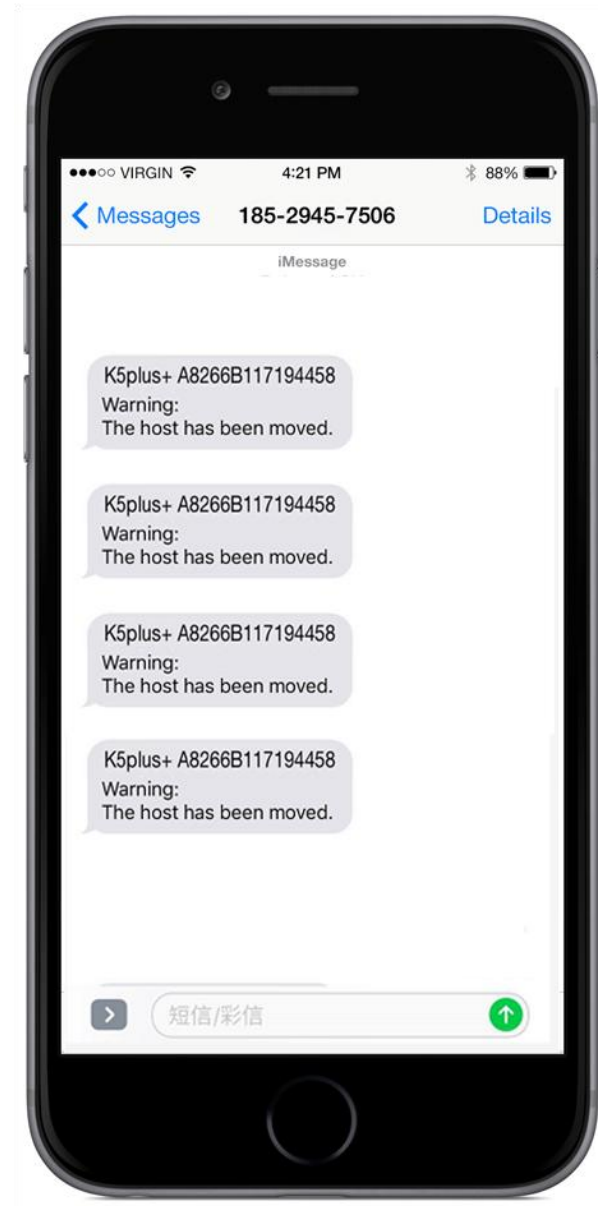 VIRGIN 4:21 PM 88%
Messages 185-2945-7506 Details
iMessage
K5plus+ A8266B117194458
Warning:
The host has been moved.
K5plus+ A8266B117194458
Warning:
The host has been moved.
K5plus+ A8266B117194458
Warning:
The host has been moved.
K5plus+ A8266B117194458
Warning:
The host has been moved.
短信/彩信